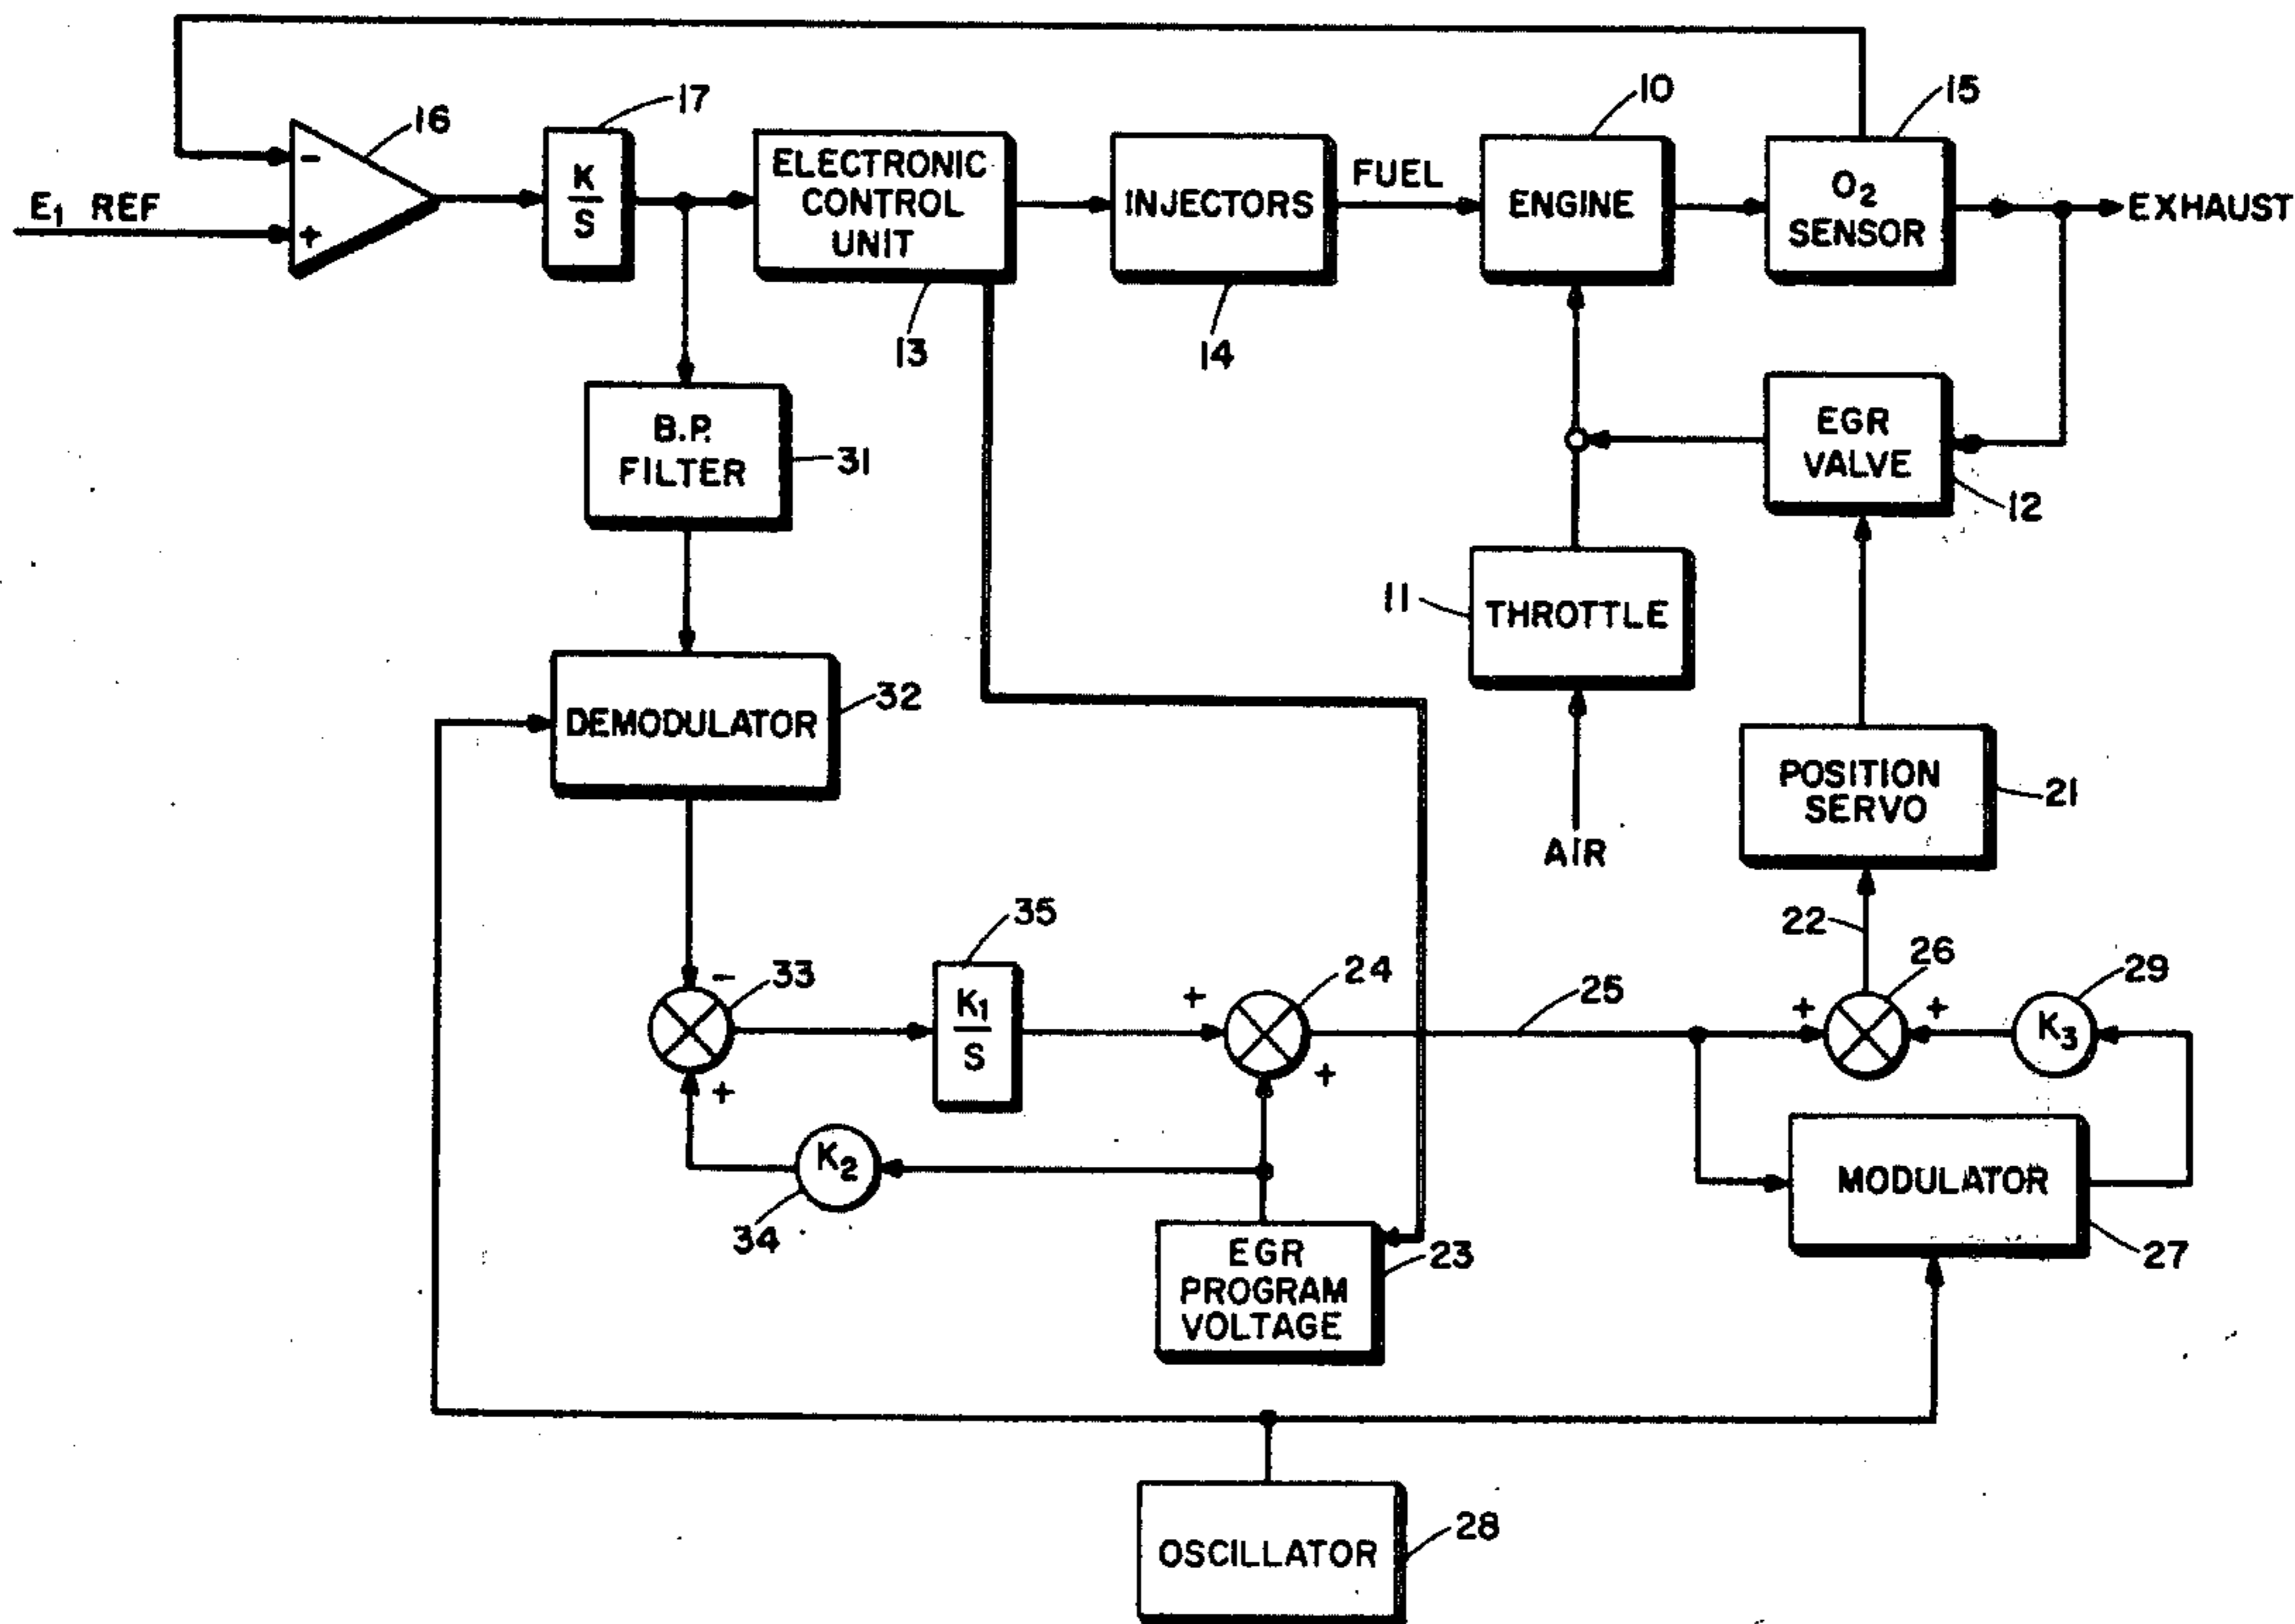 16
17
10
15
E1 REF
-
+
K
S
ELECTRONIC
CONTROL
UNIT
INJECTORS
FUEL
ENGINE
O2
SENSOR
EXHAUST
13
14
B.P.
FILTER
31
EGR
VALVE
12
11
THROTTLE
DEMODULATOR
32
POSITION
SERVO
21
AIR
35
22
26
29
- 33
K1
S
+
24
25
+
+
K3
+
+
K2
34
MODULATOR
27
EGR
PROGRAM
VOLTAGE
23
OSCILLATOR
28